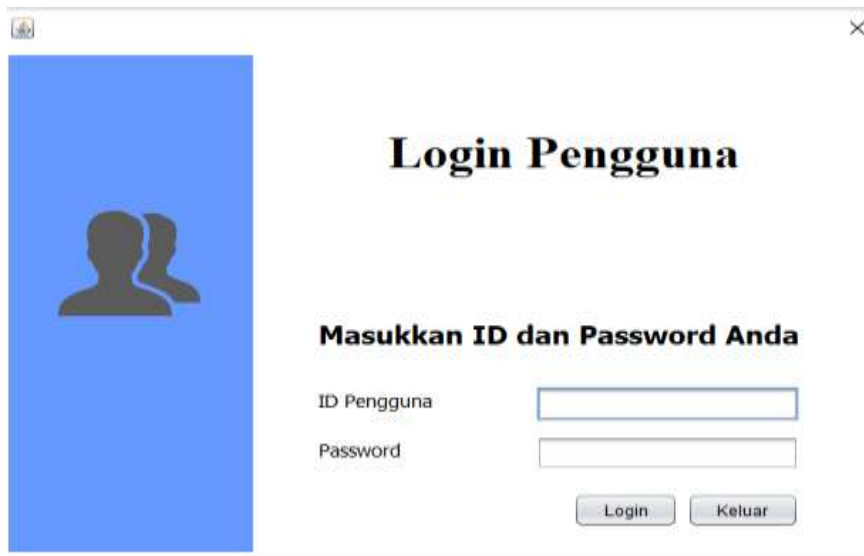 Login Pengguna
Masukkan ID dan Password Anda
ID Pengguna
Password
Login Keluar